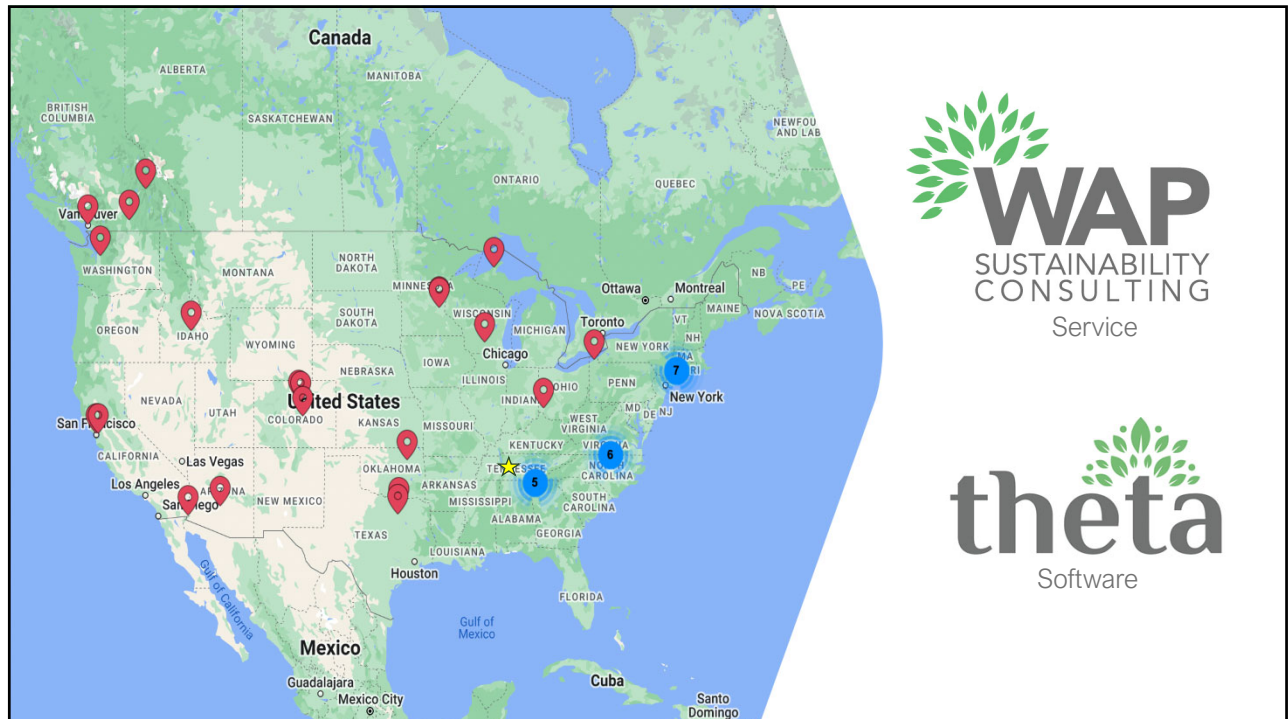 Canada
ALBERTA
MANITOBA
BRITISH
COLUMBIA
SASKATCHEWAN
NEWFOU
AND LAB
ONTARIO
QUEBEC
Vancouver
WASHINGTON
MONTANA
NORTH
DAKOTA
MINNESOTA
Ottawa
Montreal
NB
PE
MAINE
NOVA SCOTIA
OREGON
IDAHO
SOUTH
DAKOTA
WISCONSIN
MICHIGAN
Toronto
VT
NH
NEW YORK
MA
RI
WYOMING
IOWA
Chicago
NEBRASKA
ILLINOIS
INDIANA
OHIO
PENN
7
New York
NEVADA
UTAH
COLORADO
United States
KANSAS
MISSOURI
WEST
VIRGINIA
MD
DE
NJ
San Francisco
CALIFORNIA
Las Vegas
KENTUCKY
VIRGINIA
6
NORTH
CAROLINA
OKLAHOMA
TENNESSEE
5
Los Angeles
ARIZONA
NEW MEXICO
ARKANSAS
MISSISSIPPI
SOUTH
CAROLINA
San Diego
ALABAMA
GEORGIA
TEXAS
LOUISIANA
Houston
FLORIDA
Gulf of California
Gulf of
Mexico
Mexico
Guadalajara
Mexico City
Cuba
Santo
Domingo
WAP
SUSTAINABILITY
CONSULTING
Service
theta
Software